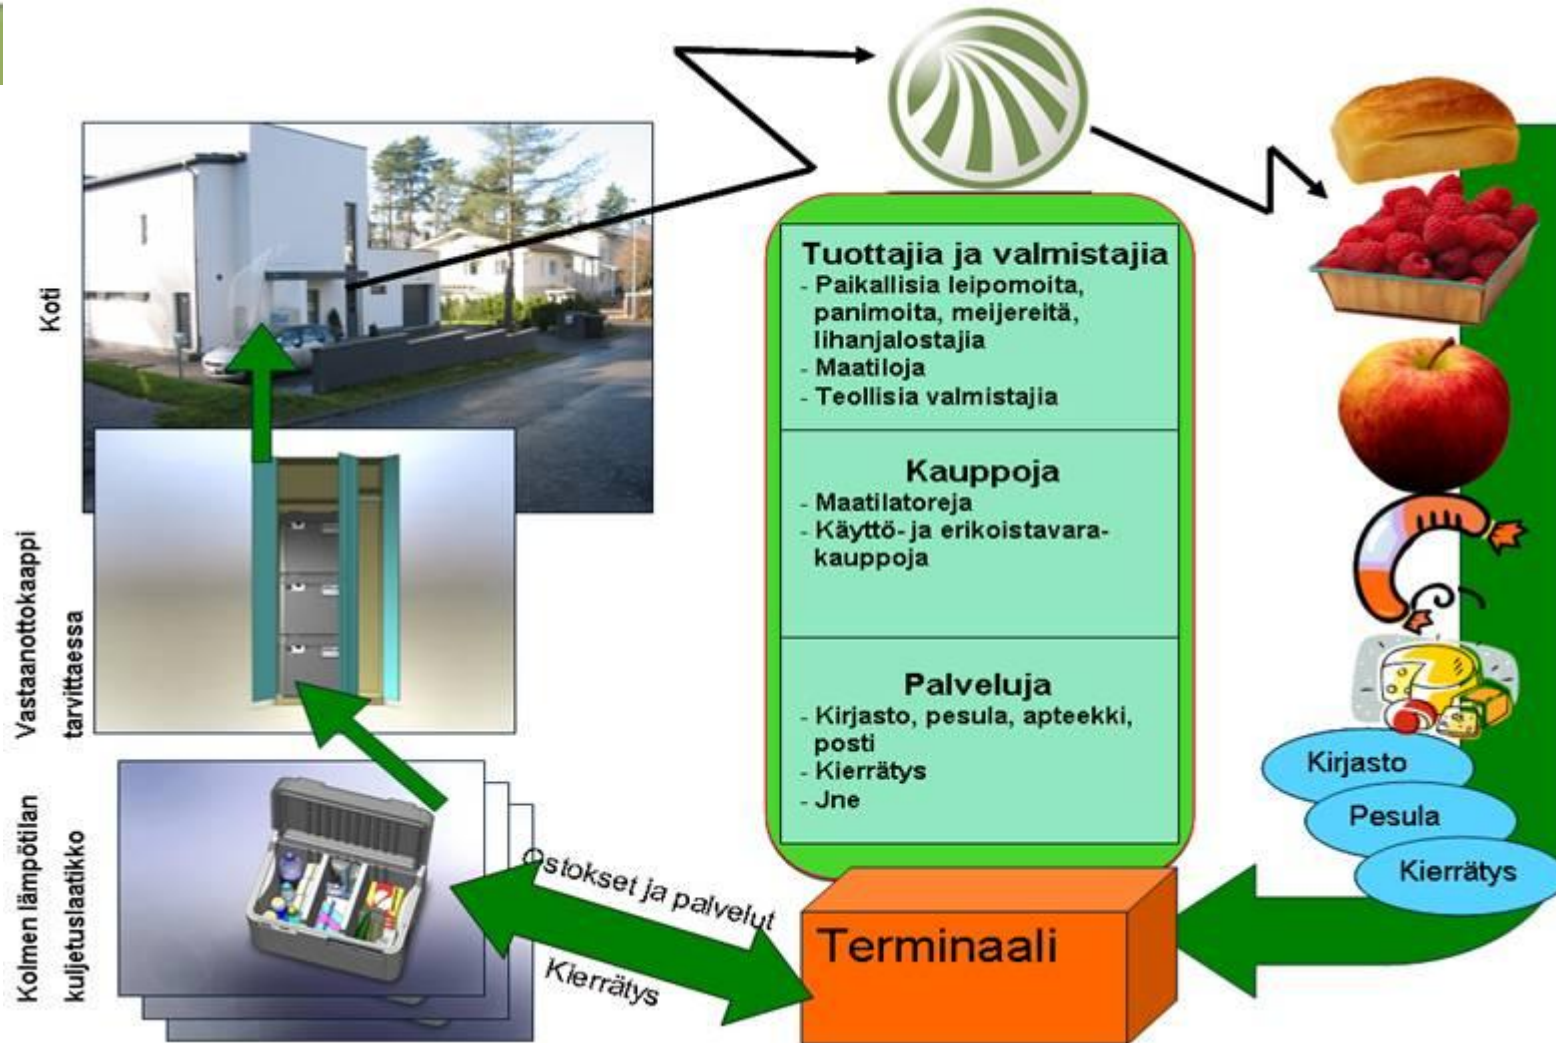 Koti
Vastaanottokaappi
tarvittaessa
Kolmen lämpötilan
kuljetuslaatikko
Tuottajia ja valmistajia
- Paikallisia leipomoita,
panimoita, meijereitä,
lihanjalostajia
- Maatiloja
- Teollisia valmistajia
Kauppoja
- Maatilatoreja
- Käyttö- ja erikoistavara-
kauppoja
Palveluja
- Kirjasto, pesula, apteekki,
posti
- Kierrätys
- Jne
Ostokset ja palvelut
Kierrätys
Terminaali
Kirjasto
Pesula
Kierrätys